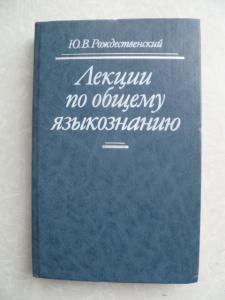 Ю.В.Рождественский
Лекции
по общему
языкознанию